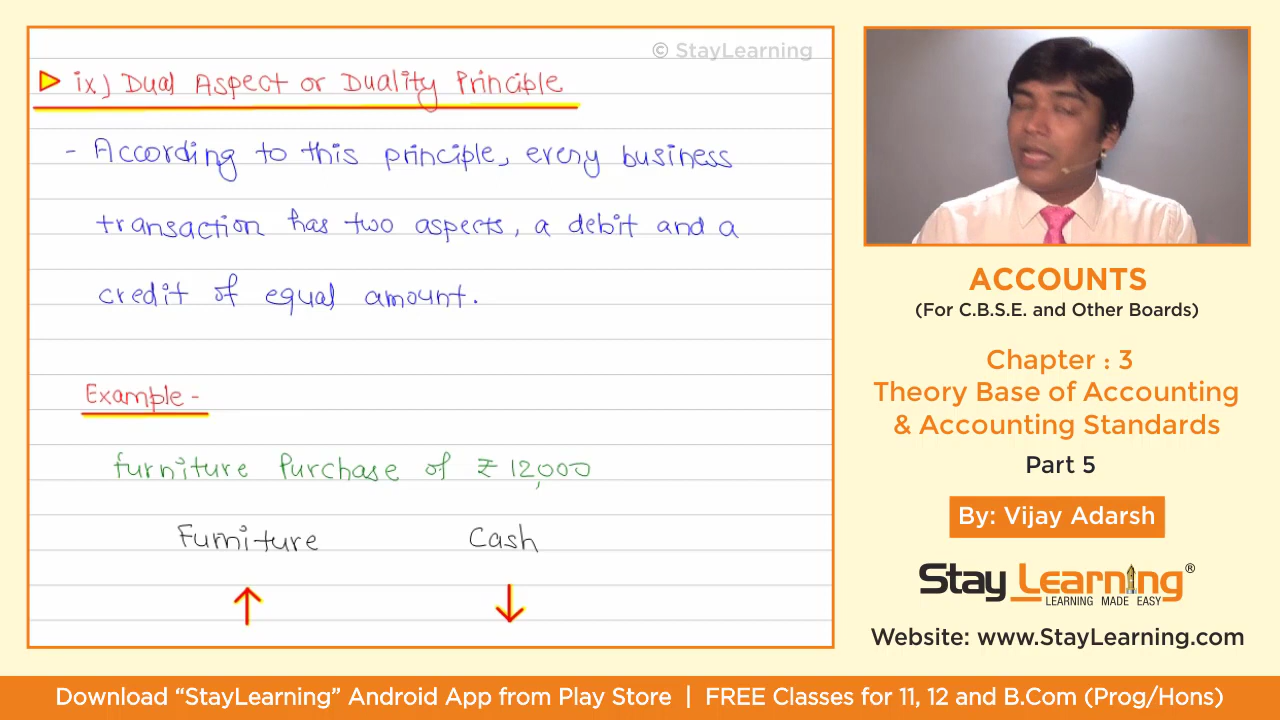 © StayLearning
ix) Dual Aspect or Duality Principle
- According to this principle, every business
transaction has two aspects, a debit and a
credit of equal amount.
Example -
furniture Purchase of ₹ 12,000
Furniture Cash
ACCOUNTS
(For C.B.S.E. and Other Boards)
Chapter : 3
Theory Base of Accounting
& Accounting Standards
Part 5
By: Vijay Adarsh
Stay Learning®
LEARNING MADE EASY
Website: www.StayLearning.com
Download “StayLearning” Android App from Play Store | FREE Classes for 11, 12 and B.Com (Prog/Hons)